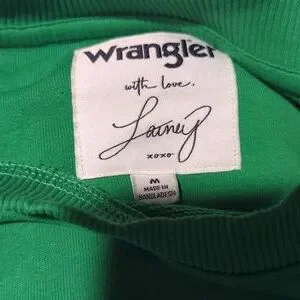 Wrangler
with love,
Lainey
xoxo
M
MADE IN
BANGLADESH